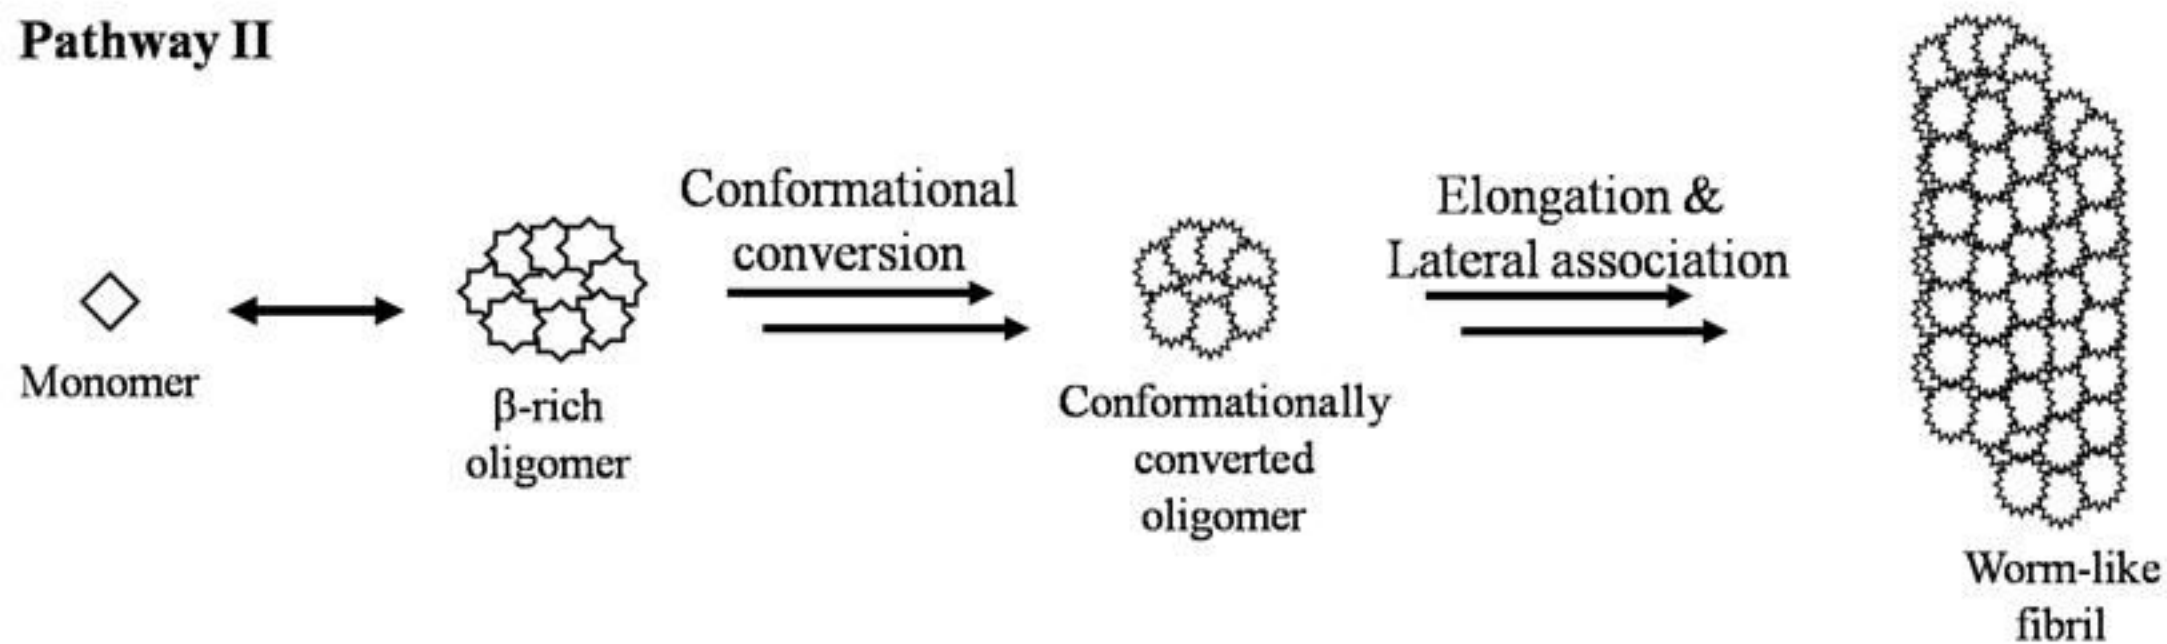 Pathway II
Monomer
β-rich
oligomer
Conformational
conversion
Conformationally
converted
oligomer
Elongation &
Lateral association
Worm-like
fibril